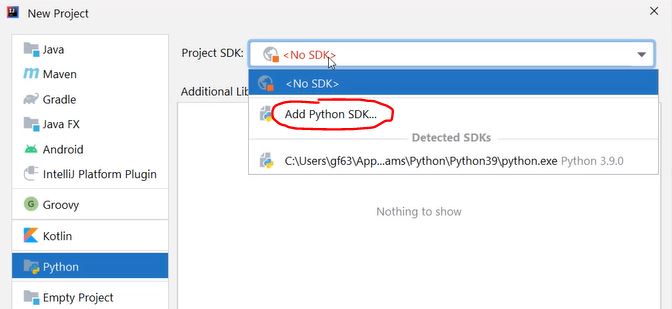 New Project
Java
Maven
Gradle
Java FX
Android
IntelliJ Platform Plugin
Groovy
Kotlin
Python
Empty Project
Project SDK: <No SDK>
<No SDK>
Additional Lib
Add Python SDK...
Detected SDKs
C:\Users\gf63\App...ams\Python\Python39\python.exe Python 3.9.0
Nothing to show